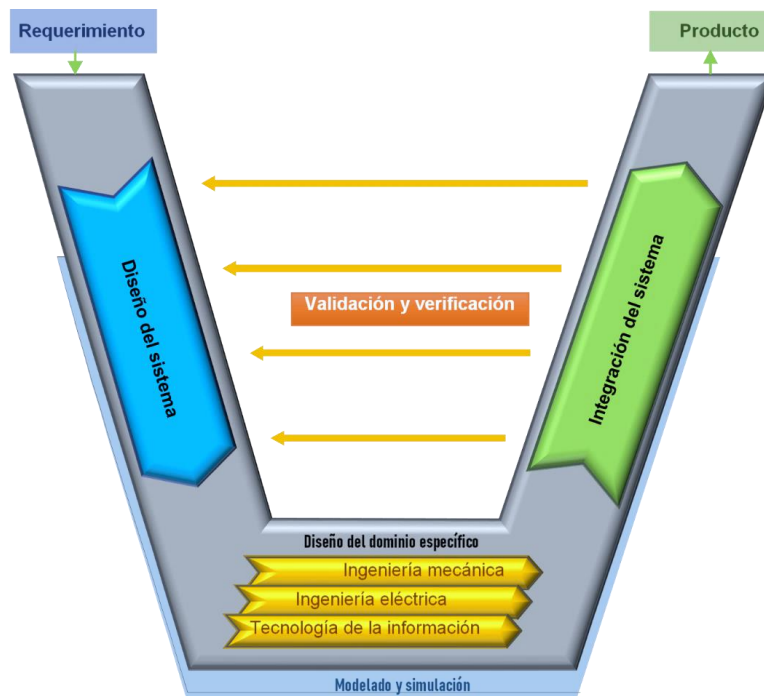 Requerimiento
Producto
Diseño del sistema
Validación y verificación
Integración del sistema
Diseño del dominio específico
Ingeniería mecánica
Ingeniería eléctrica
Tecnología de la información
Modelado y simulación